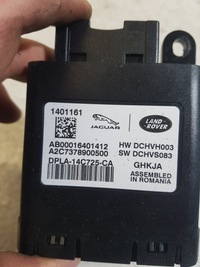 1401161
JAGUAR
LAND
ROVER
AB00016401412
HW DCHVH003
A2C7378900500
SW DCHVS083
DPLA-14C725-CA
GHKJA
ASSEMBLED
IN ROMANIA